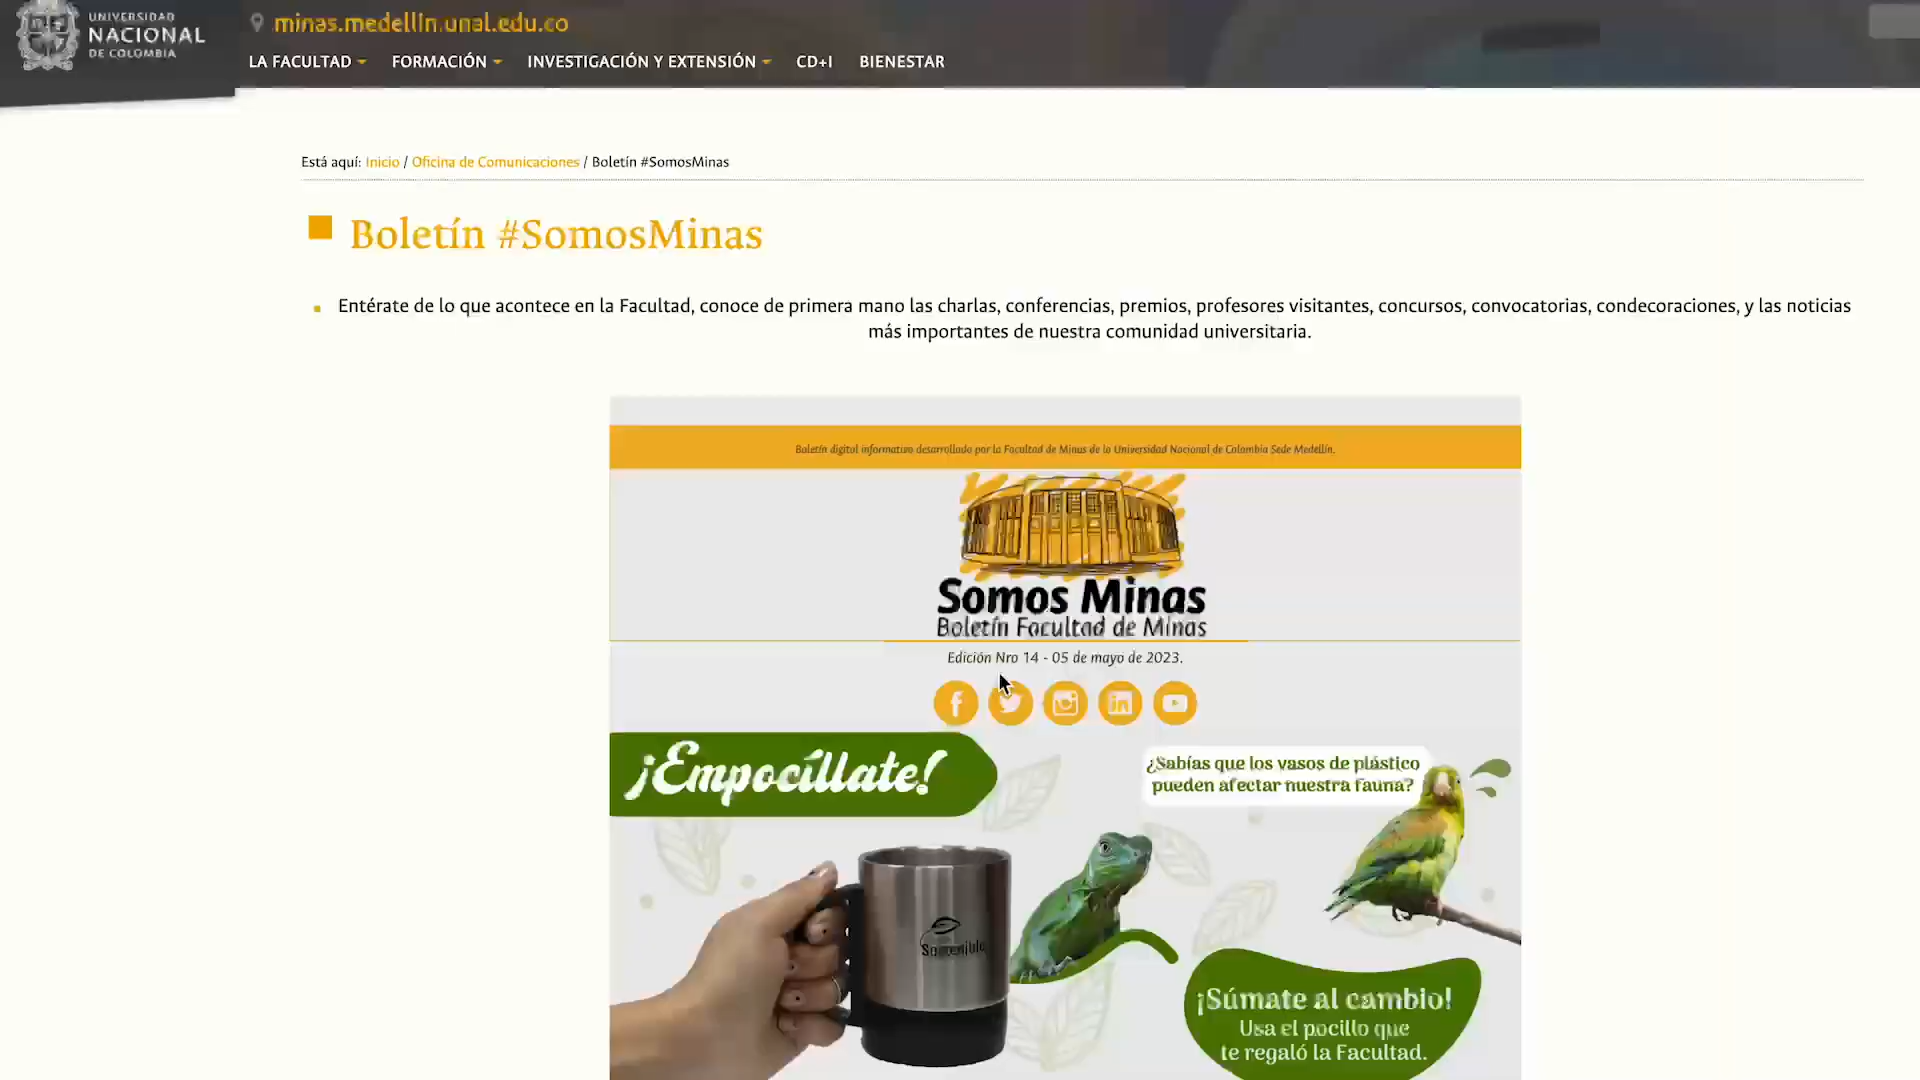 UNIVERSIDAD
NACIONAL
DE COLOMBIA
minas.medellin.unal.edu.co
LA FACULTAD
FORMACIÓN
INVESTIGACIÓN Y EXTENSIÓN
CD+I
BIENESTAR
Está aquí: Inicio / Oficina de Comunicaciones / Boletín #SomosMinas
Boletín #SomosMinas
Entérate de lo que acontece en la Facultad, conoce de primera mano las charlas, conferencias, premios, profesores visitantes, concursos, convocatorias, condecoraciones, y las noticias
más importantes de nuestra comunidad universitaria.
Boletín digital informativo desarrollado por la Facultad de Minas de la Universidad Nacional de Colombia Sede Medellín.
Somos Minas
Boletín Facultad de Minas
Edición Nro 14 - 05 de mayo de 2023.
¡Empocíllate!
¿Sabías que los vasos de plástico
pueden afectar nuestra fauna?
Sostenible
¡Súmate al cambio!
Usa el pocillo que
te regaló la Facultad.